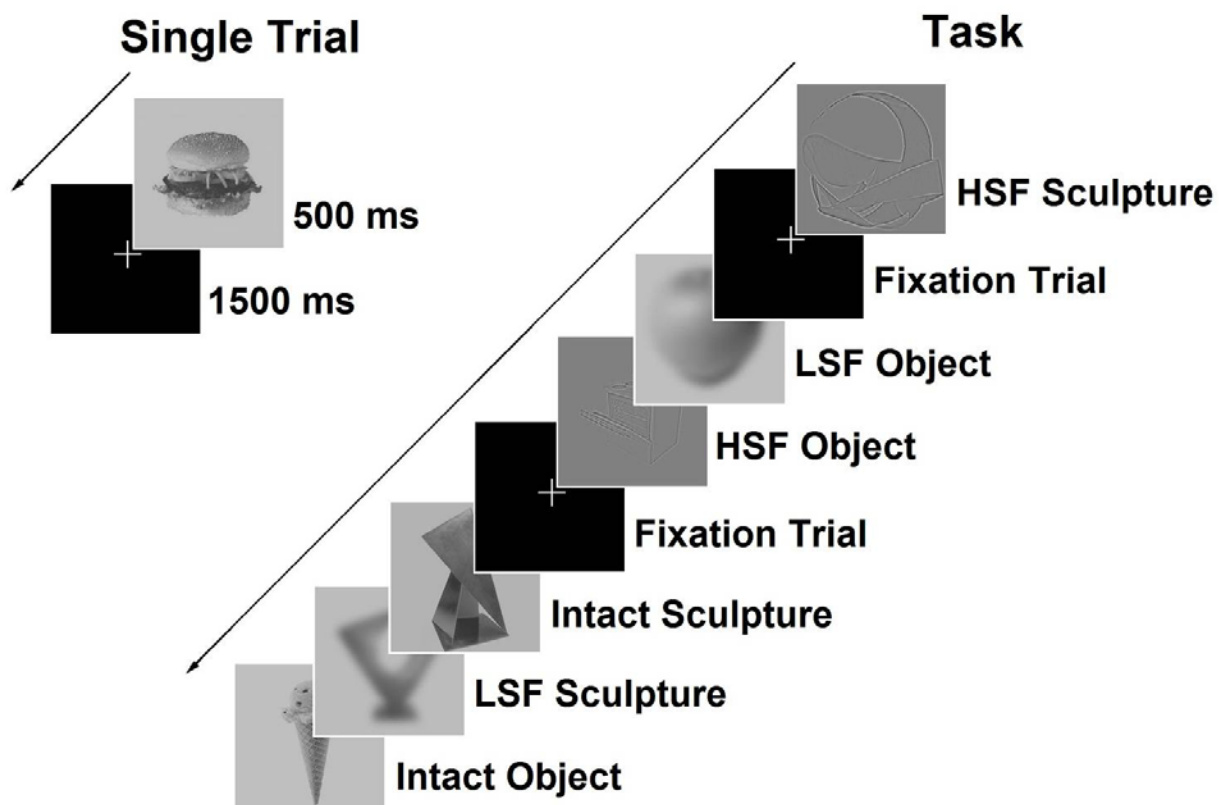 Single Trial
500 ms
1500 ms
Task
HSF Sculpture
Fixation Trial
LSF Object
HSF Object
Fixation Trial
Intact Sculpture
LSF Sculpture
Intact Object